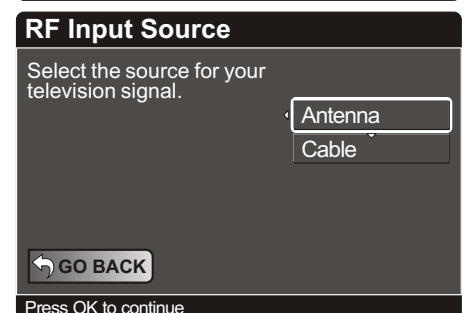 RF Input Source
Select the source for your
television signal.
Antenna
Cable
GO BACK
Press OK to continue